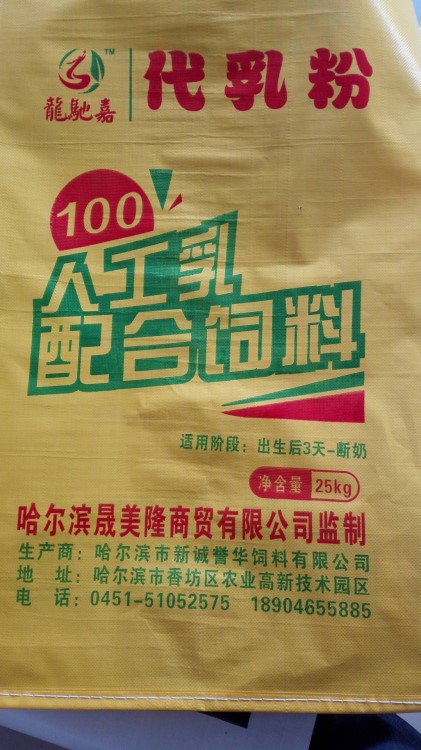 TM
龍馳嘉
代乳粉
100
人工乳
配合饲料
适用阶段：出生后3天-断奶
净含量 25kg
哈尔滨晟美隆商贸有限公司监制
生产商：哈尔滨市新诚誉华饲料有限公司
地 址：哈尔滨市香坊区农业高新技术园区
电 话：0451-51052575 18904655885